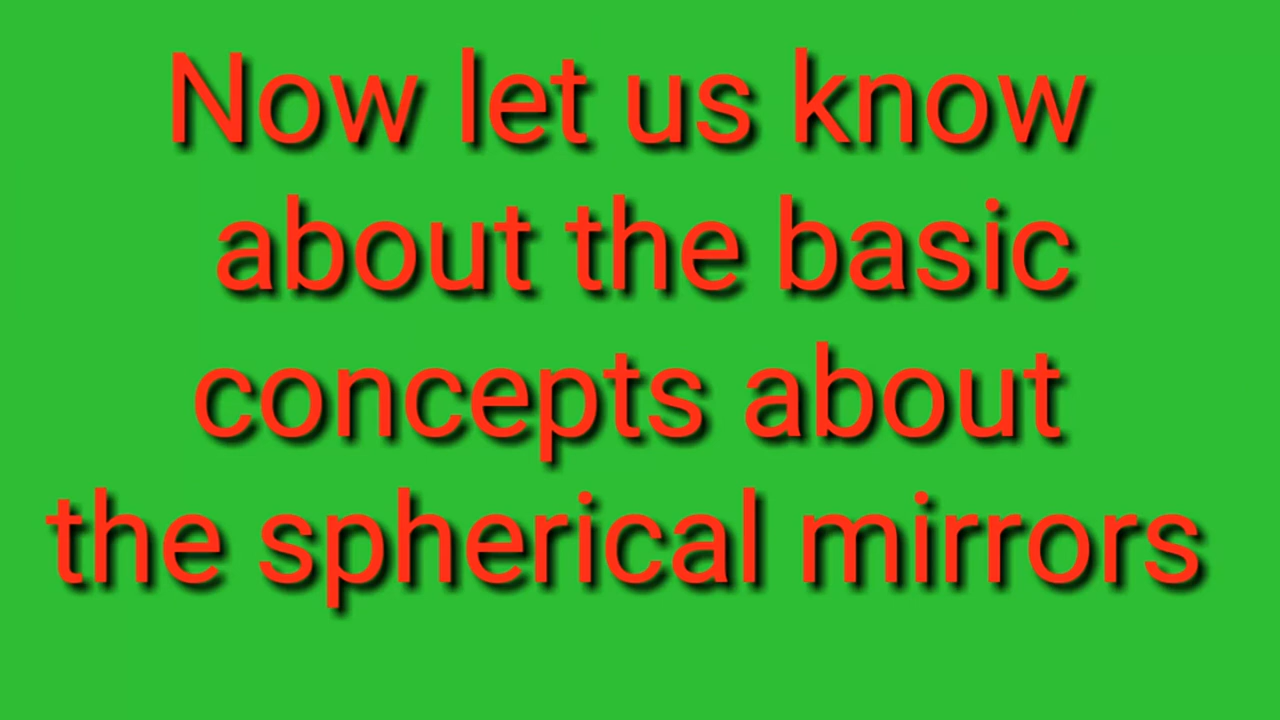 Now let us know
about the basic
concepts about
the spherical mirrors